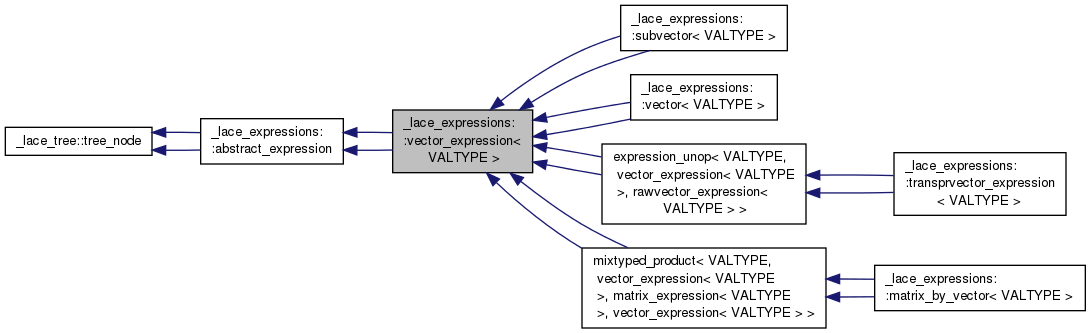 _lace_tree::tree_node
_lace_expressions:
:abstract_expression
_lace_expressions:
:vector_expression<
VALTYPE >
_lace_expressions:
:subvector< VALTYPE >
_lace_expressions:
:vector< VALTYPE >
expression_unop< VALTYPE,
vector_expression< VALTYPE
>, rawvector_expression<
VALTYPE > >
_lace_expressions:
:transprvector_expression
< VALTYPE >
mixtyped_product< VALTYPE,
vector_expression< VALTYPE
>, matrix_expression< VALTYPE
>, vector_expression< VALTYPE > >
_lace_expressions:
:matrix_by_vector< VALTYPE >